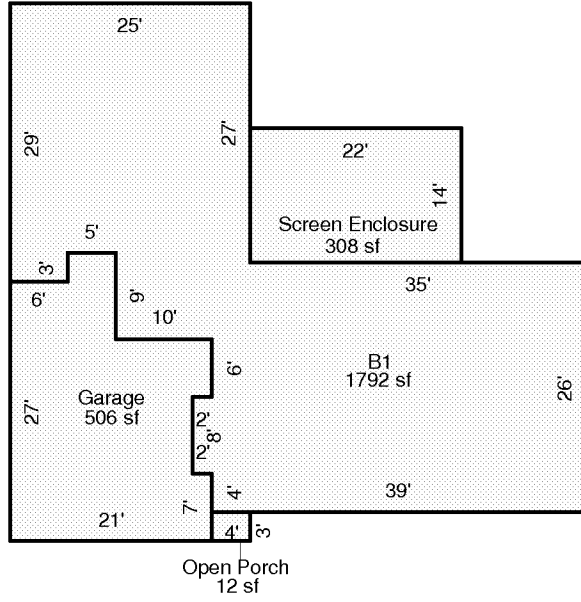 25'
29'
27'
22'
14'
Screen Enclosure
308 sf
5'
3'
6'
9'
10'
35'
6'
B1
1792 sf
26'
27'
Garage
506 sf
2'
8'
2'
7'
4'
39'
21'
4'
3'
Open Porch
12 sf